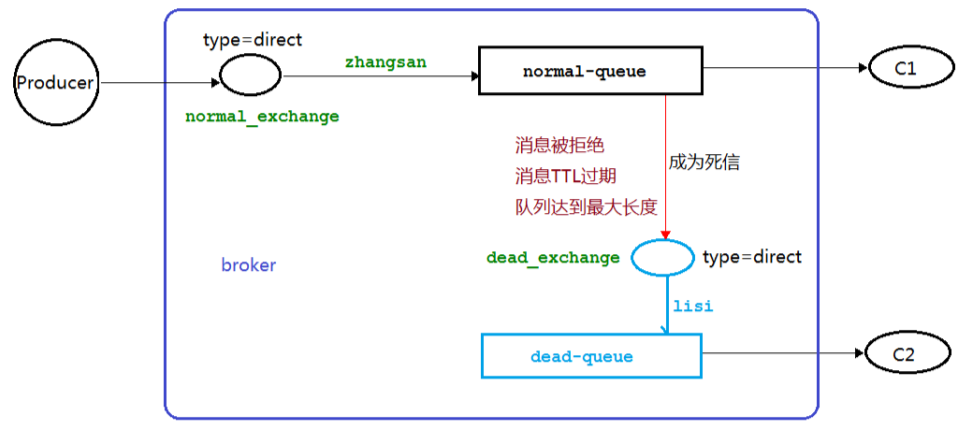 type=direct
Producer
zhangsan
normal-queue
C1
normal_exchange
消息被拒绝
消息TTL过期
队列达到最大长度
成为死信
broker
dead_exchange
type=direct
lisi
dead-queue
C2